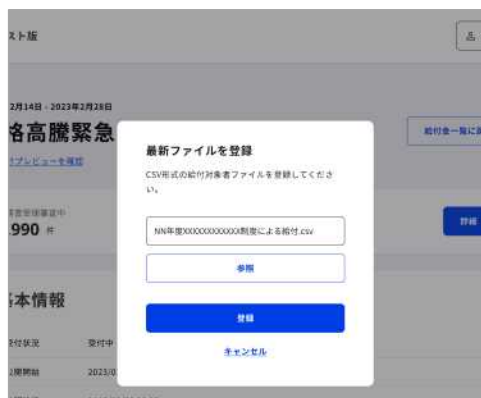 スト版
2月14日 - 2023年2月28日
格高騰緊急
プレビューを確認
給付金一覧に
990 件
詳細
最新ファイルを登録
CSV形式の給付対象者ファイルを登録してくださ
い。
NN年度XXXXXXXXXXXX制度による給付.csv
参照
登録
キャンセル
基本情報
受付状況
受付中
公開開始
2023/0